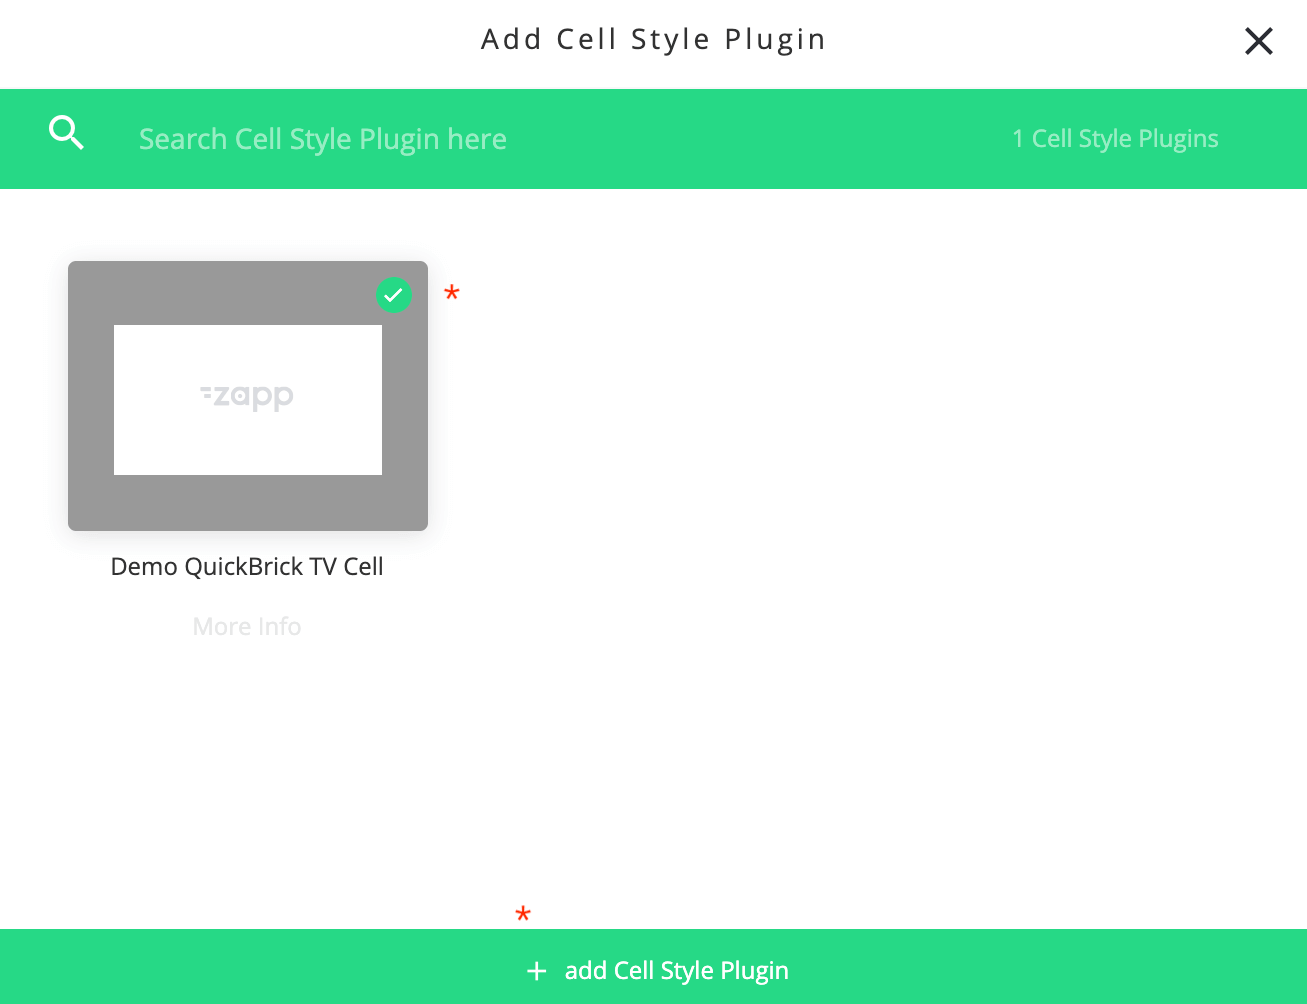 Add Cell Style Plugin
Search Cell Style Plugin here
1 Cell Style Plugins
*
zapp
Demo QuickBrick TV Cell
More Info
*
+ add Cell Style Plugin